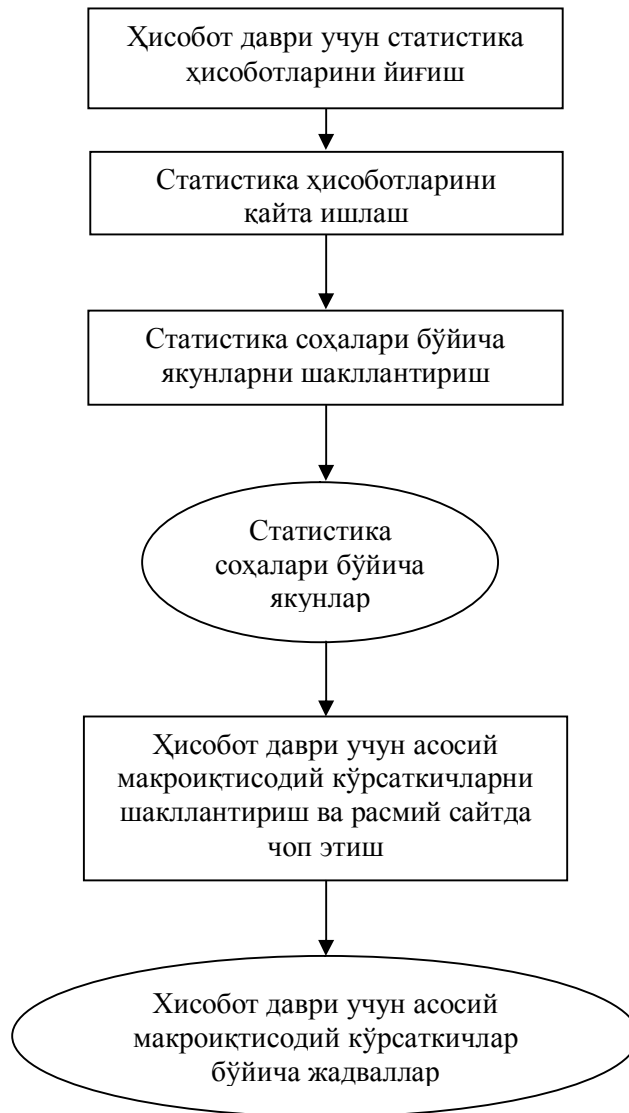 Ҳисобот даври учун статистика
ҳисоботларини йиғиш
Статистика ҳисоботларини
қайта ишлаш
Статистика соҳалари бўйича
якунларни шакллантириш
Статистика
соҳалари бўйича
якунлар
Ҳисобот даври учун асосий
макроиқтисодий кўрсаткичларни
шакллантириш ва расмий сайтда
чоп этиш
Хисобот даври учун асосий
макроиқтисодий кўрсаткичлар
бўйича жадваллар